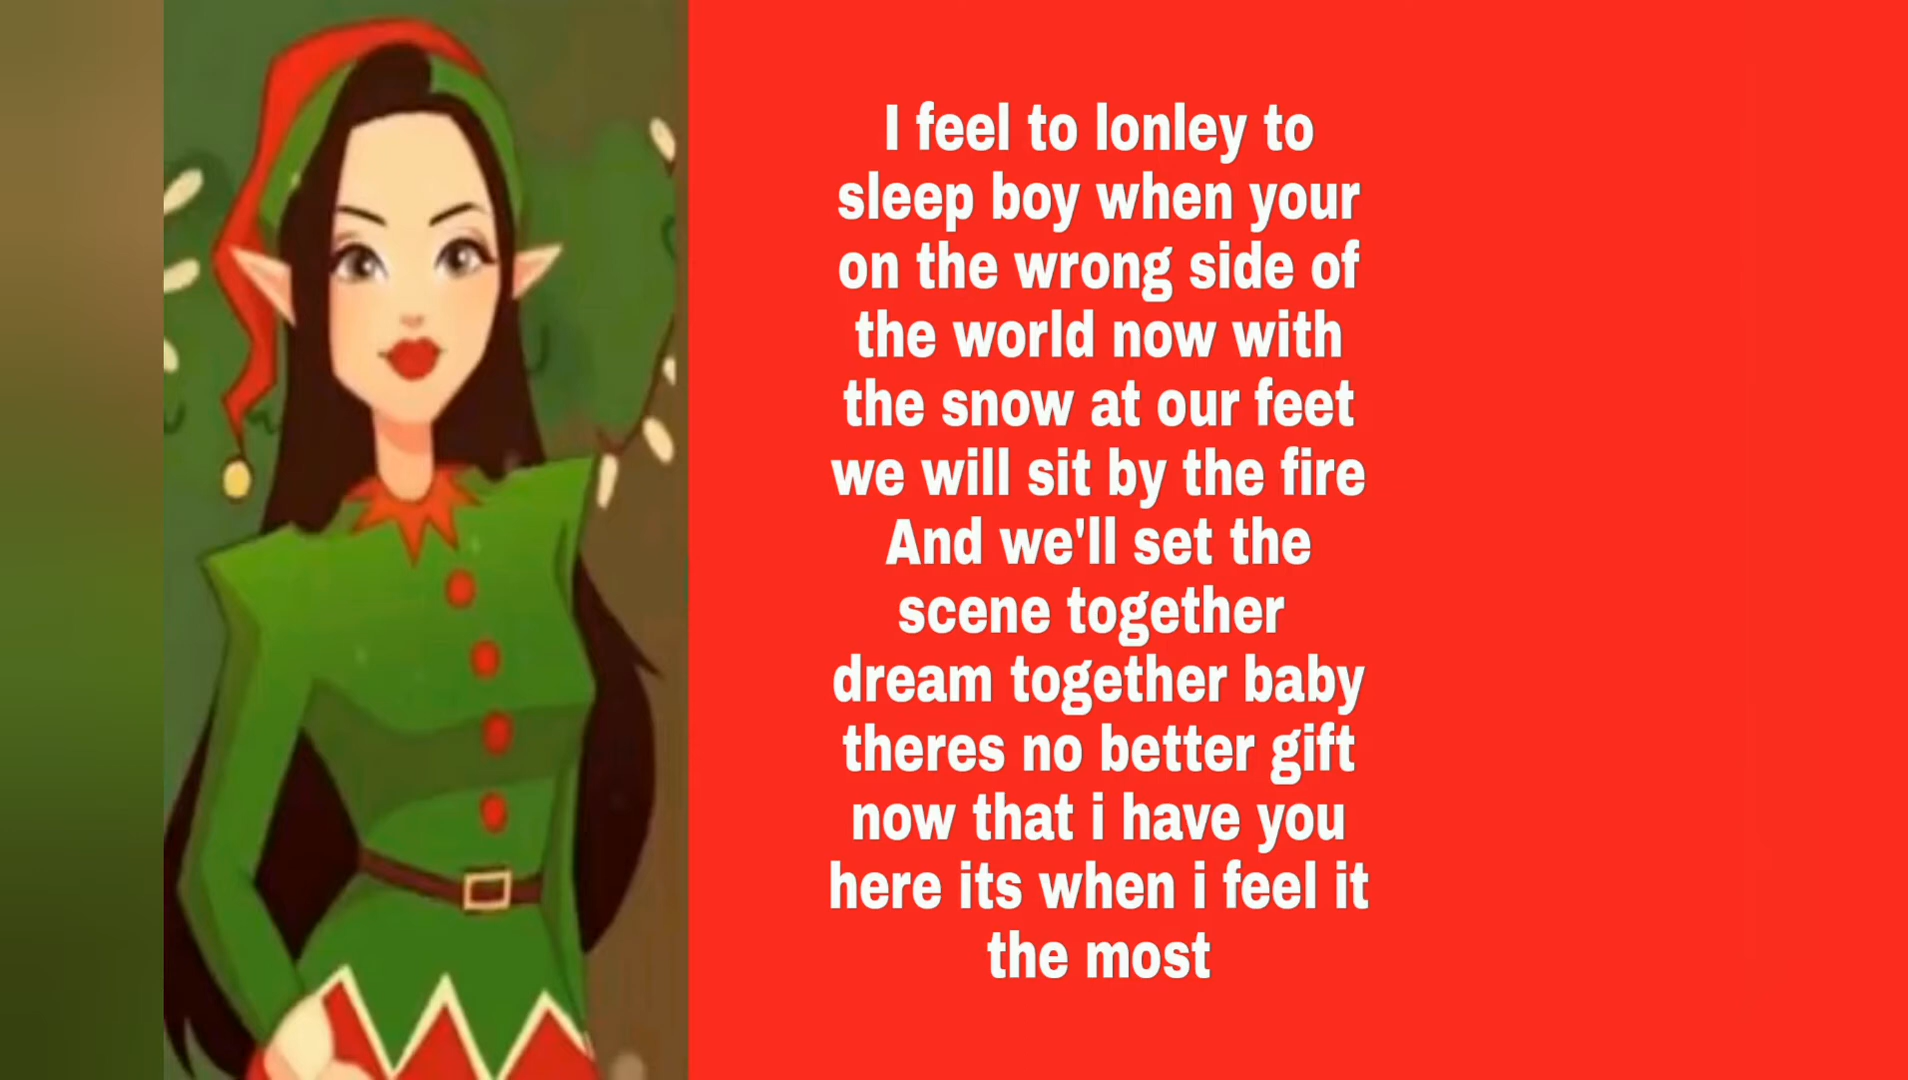 I feel to lonley to
sleep boy when your
on the wrong side of
the world now with
the snow at our feet
we will sit by the fire
And we'll set the
scene together
dream together baby
theres no better gift
now that i have you
here its when i feel it
the most